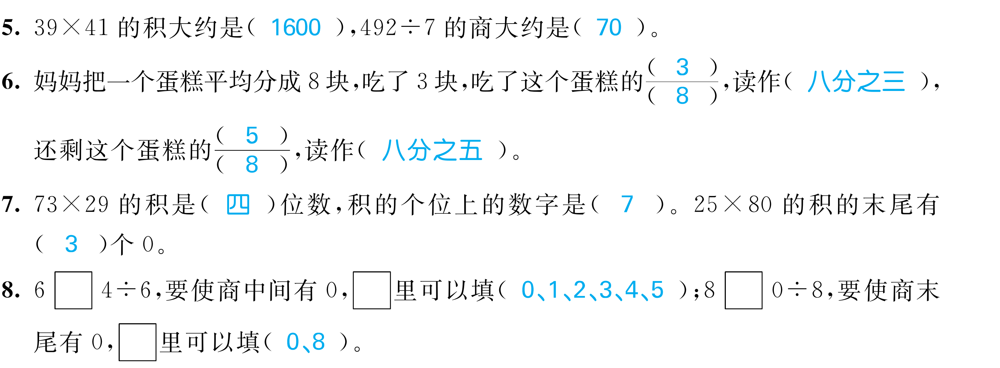 5. 39×41 的积大约是( 1600 ),492÷7 的商大约是( 70 )。
6. 妈妈把一个蛋糕平均分成 8 块,吃了 3 块,吃了这个蛋糕的( 3 )/( 8 ),读作( 八分之三 ),
还剩这个蛋糕的( 5 )/( 8 ),读作( 八分之五 )。
7. 73×29 的积是( 四 )位数,积的个位上的数字是( 7 )。25×80 的积的末尾有
( 3 )个 0。
8. 6□4÷6,要使商中间有 0,□里可以填( 0、1、2、3、4、5 );8□0÷8,要使商末
尾有 0,□里可以填( 0、8 )。